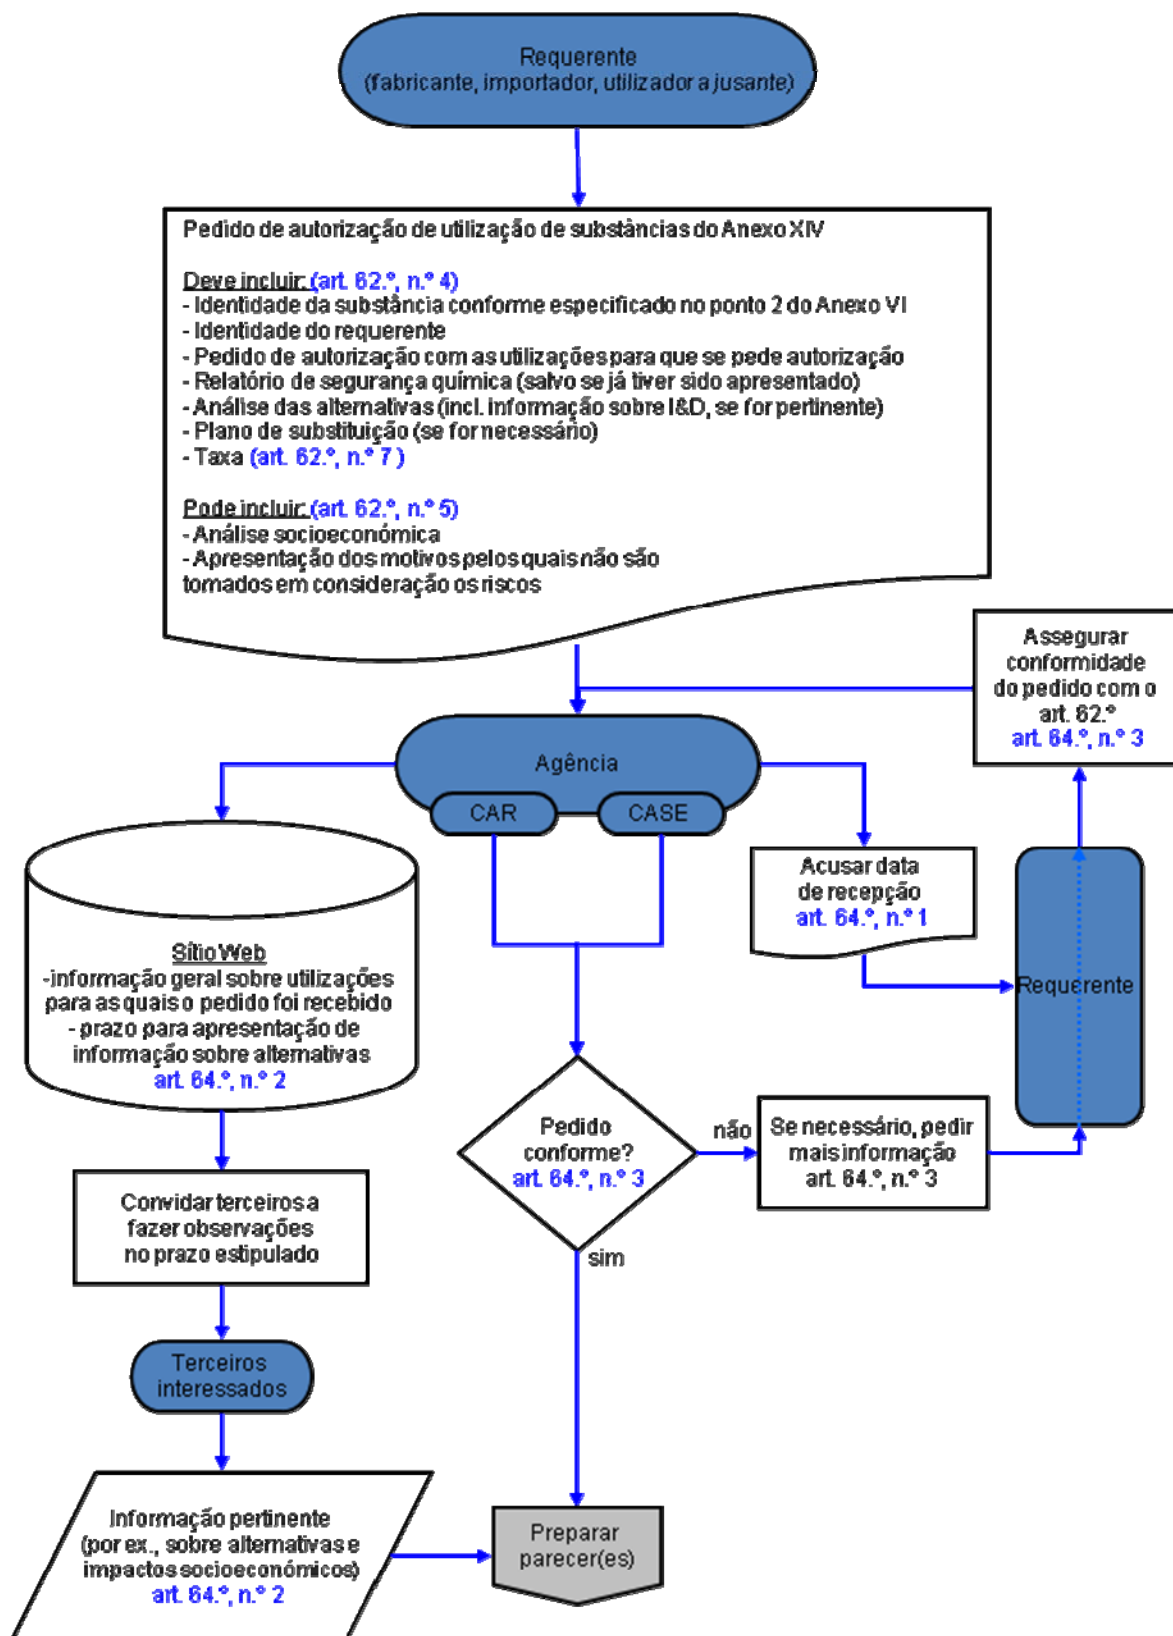 Requerente
(fabricante, importador, utilizador a jusante)
Pedido de autorização de utilização de substâncias do Anexo XIV
Deve incluir: (art. 62.º, n.º 4)
- Identidade da substância conforme especificado no ponto 2 do Anexo VI
- Identidade do requerente
- Pedido de autorização com as utilizações para que se pede autorização
- Relatório de segurança química (salvo se já tiver sido apresentado)
- Análise das alternativas (incl. informação sobre I&D, se for pertinente)
- Plano de substituição (se for necessário)
- Taxa (art. 62.º, n.º 7 )
Pode incluir: (art. 62.º, n.º 5)
- Análise socioeconómica
- Apresentação dos motivos pelos quais não são
tomados em consideração os riscos
Assegurar
conformidade
do pedido com o
art. 62.º
art. 64.º, n.º 3
Agência
CAR
CASE
Acusar data
de recepção
art. 64.º, n.º 1
Requerente
Sítio Web
-informação geral sobre utilizações
para as quais o pedido foi recebido
- prazo para apresentação de
informação sobre alternativas
art. 64.º, n.º 2
Pedido
conforme?
art. 64.º, n.º 3
não
Se necessário, pedir
mais informação
art. 64.º, n.º 3
sim
Convidar terceiros a
fazer observações
no prazo estipulado
Terceiros
interessados
Informação pertinente
(por ex., sobre alternativas e
impactos socioeconómicos)
art. 64.º, n.º 2
Preparar
parecer(es)